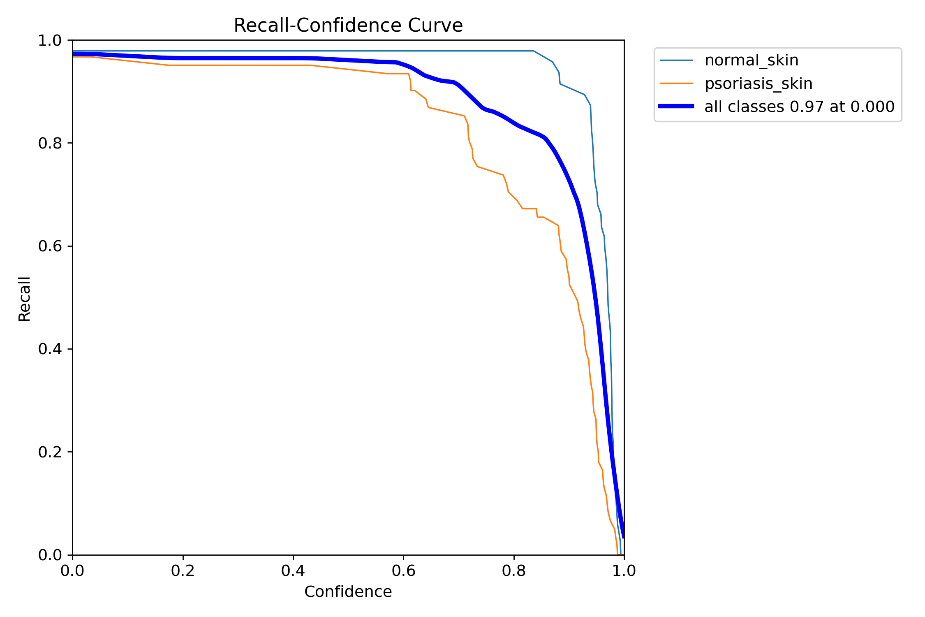 Recall-Confidence Curve
1.0
0.8
0.6
0.4
0.2
0.0
Recall
0.0 0.2 0.4 0.6 0.8 1.0
Confidence
normal_skin
psoriasis_skin
all classes 0.97 at 0.000